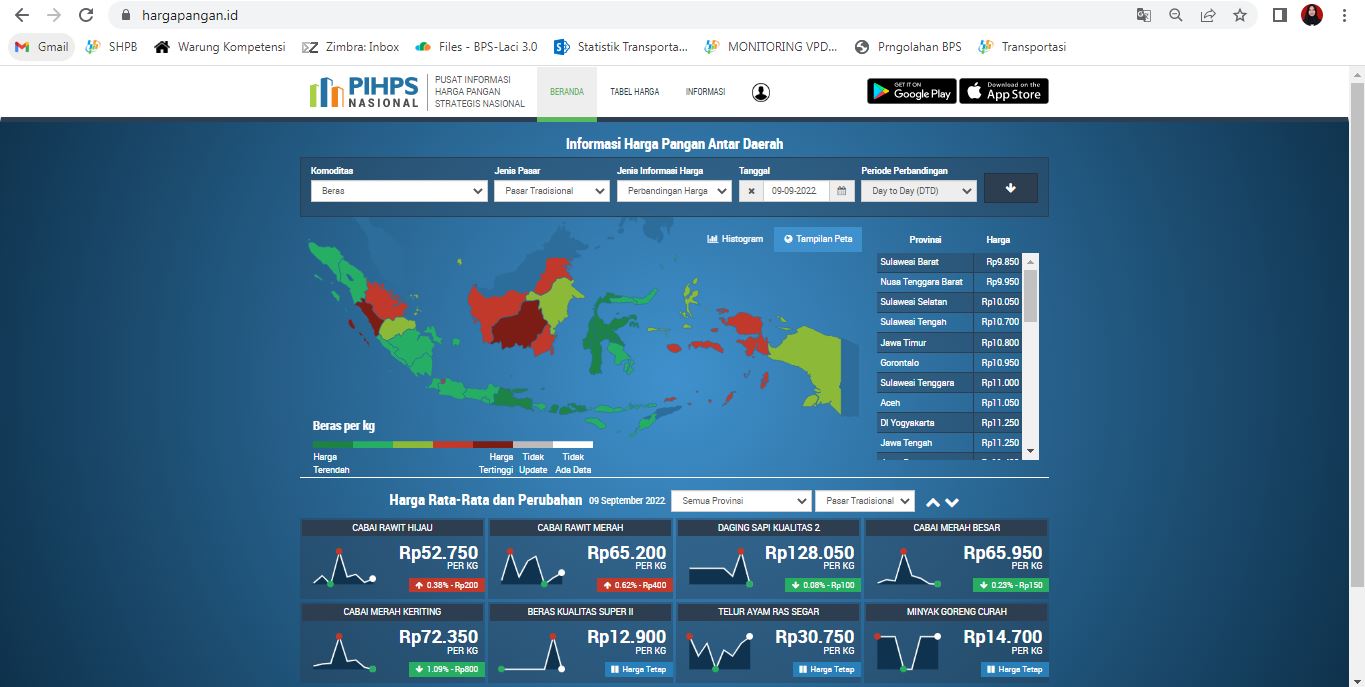 hargapangan.id
Gmail
SHPB
Warung Kompetensi
Zimbra: Inbox
Files - BPS-Laci 3.0
Statistik Transporta...
MONITORING VPD...
Prngolahan BPS
Transportasi
PIHPS
NASIONAL
PUSAT INFORMASI
HARGA PANGAN
STRATEGIS NASIONAL
BERANDA
TABEL HARGA
INFORMASI
GET IT ON
Google Play
Download on the
App Store
Informasi Harga Pangan Antar Daerah
Komoditas
Jenis Pasar
Jenis Informasi Harga
Tanggal
Periode Perbandingan
Beras
Pasar Tradisional
Perbandingan Harga
09-09-2022
Day to Day (DTD)
Histogram
Tampilan Peta
Provinsi Harga
Sulawesi Barat Rp9.850
Nusa Tenggara Barat Rp9.950
Sulawesi Selatan Rp10.050
Sulawesi Tengah Rp10.700
Jawa Timur Rp10.800
Gorontalo Rp10.950
Sulawesi Tenggara Rp11.000
Aceh Rp11.050
DI Yogyakarta Rp11.250
Jawa Tengah Rp11.250
Beras per kg
Harga
Terendah
Harga
Tertinggi
Tidak
Update
Tidak
Ada Data
Harga Rata-Rata dan Perubahan 09 September 2022
Semua Provinsi
Pasar Tradisional
CABAI RAWIT HIJAU
Rp52.750
PER KG
0.38% - Rp200
CABAI RAWIT MERAH
Rp65.200
PER KG
0.62% - Rp400
DAGING SAPI KUALITAS 2
Rp128.050
PER KG
0.08% - Rp100
CABAI MERAH BESAR
Rp65.950
PER KG
0.23% - Rp150
CABAI MERAH KERITING
Rp72.350
PER KG
1.09% - Rp800
BERAS KUALITAS SUPER II
Rp12.900
PER KG
Harga Tetap
TELUR AYAM RAS SEGAR
Rp30.750
PER KG
Harga Tetap
MINYAK GORENG CURAH
Rp14.700
PER KG
Harga Tetap